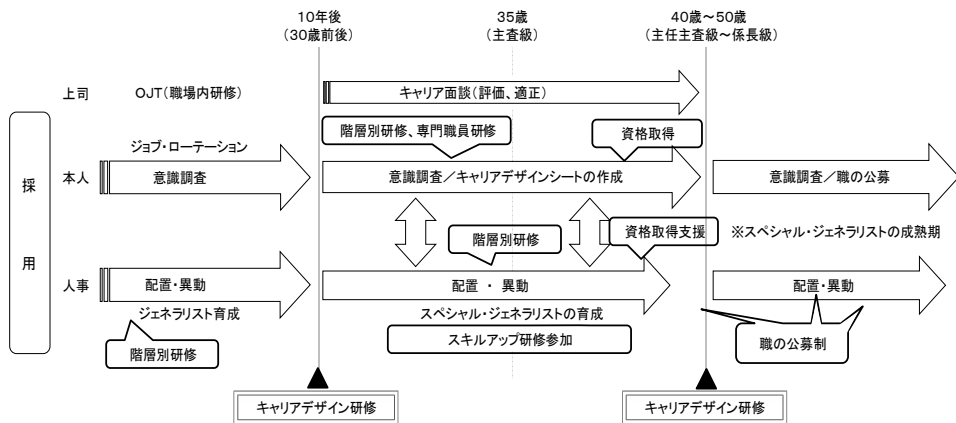 10年後
(30歳前後)
35歳
(主査級)
40歳~50歳
(主任主査級~係長級)
上司
OJT(職場内研修)
キャリア面談(評価、適正)
階層別研修、専門職員研修
資格取得
ジョブ・ローテーション
採
用
本人
意識調査
意識調査/キャリアデザインシートの作成
意識調査/職の公募
階層別研修
資格取得支援
※スペシャル・ジェネラリストの成熟期
人事
配置・異動
配置 ・ 異動
配置・異動
ジェネラリスト育成
スペシャル・ジェネラリストの育成
階層別研修
スキルアップ研修参加
職の公募制
キャリアデザイン研修
キャリアデザイン研修